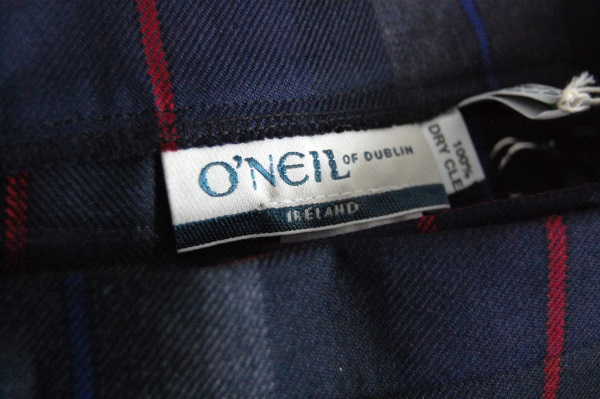 O'NEIL OF DUBLIN
IRELAND
100%
DRY CLE